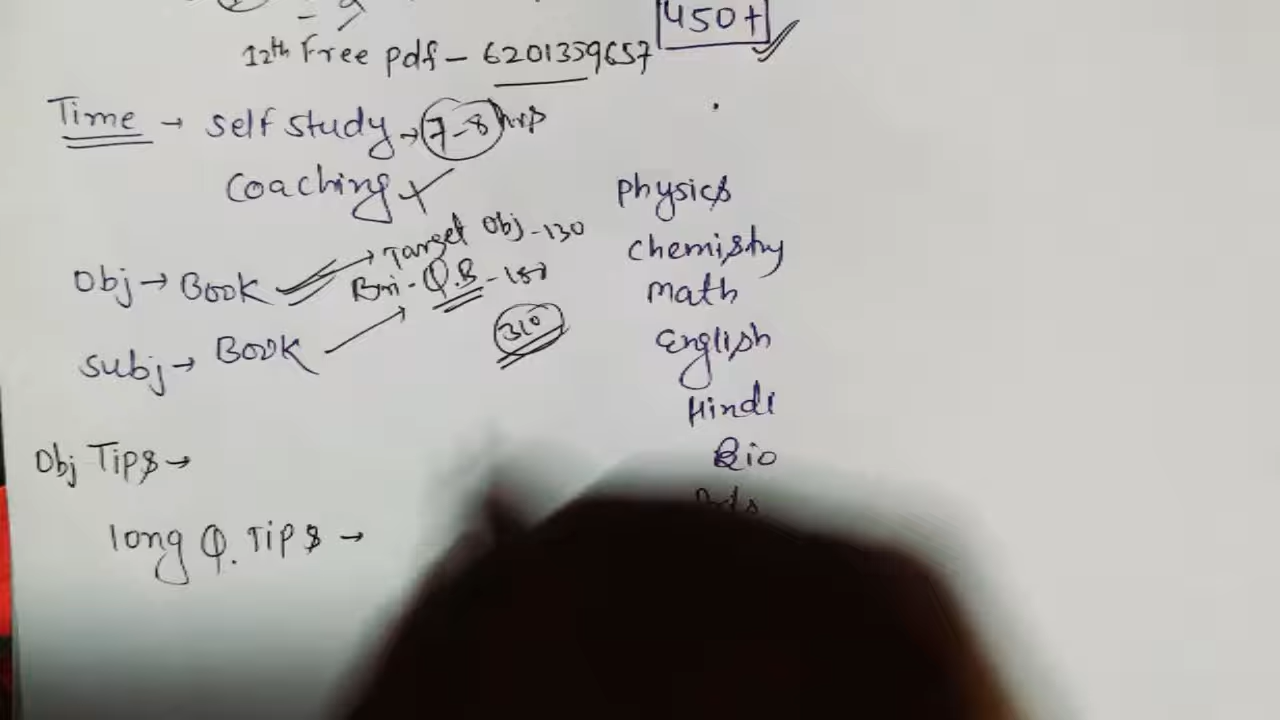 450+
12th Free pdf - 6201359657
Time → self study → 7-8 hrs
Coaching ×
Obj → Book → Target Obj - 130
Q.B -
310
Subj → Book
Obj Tips →
long Q. Tips →
Physics
Chemistry
Math
English
Hindi
Bio